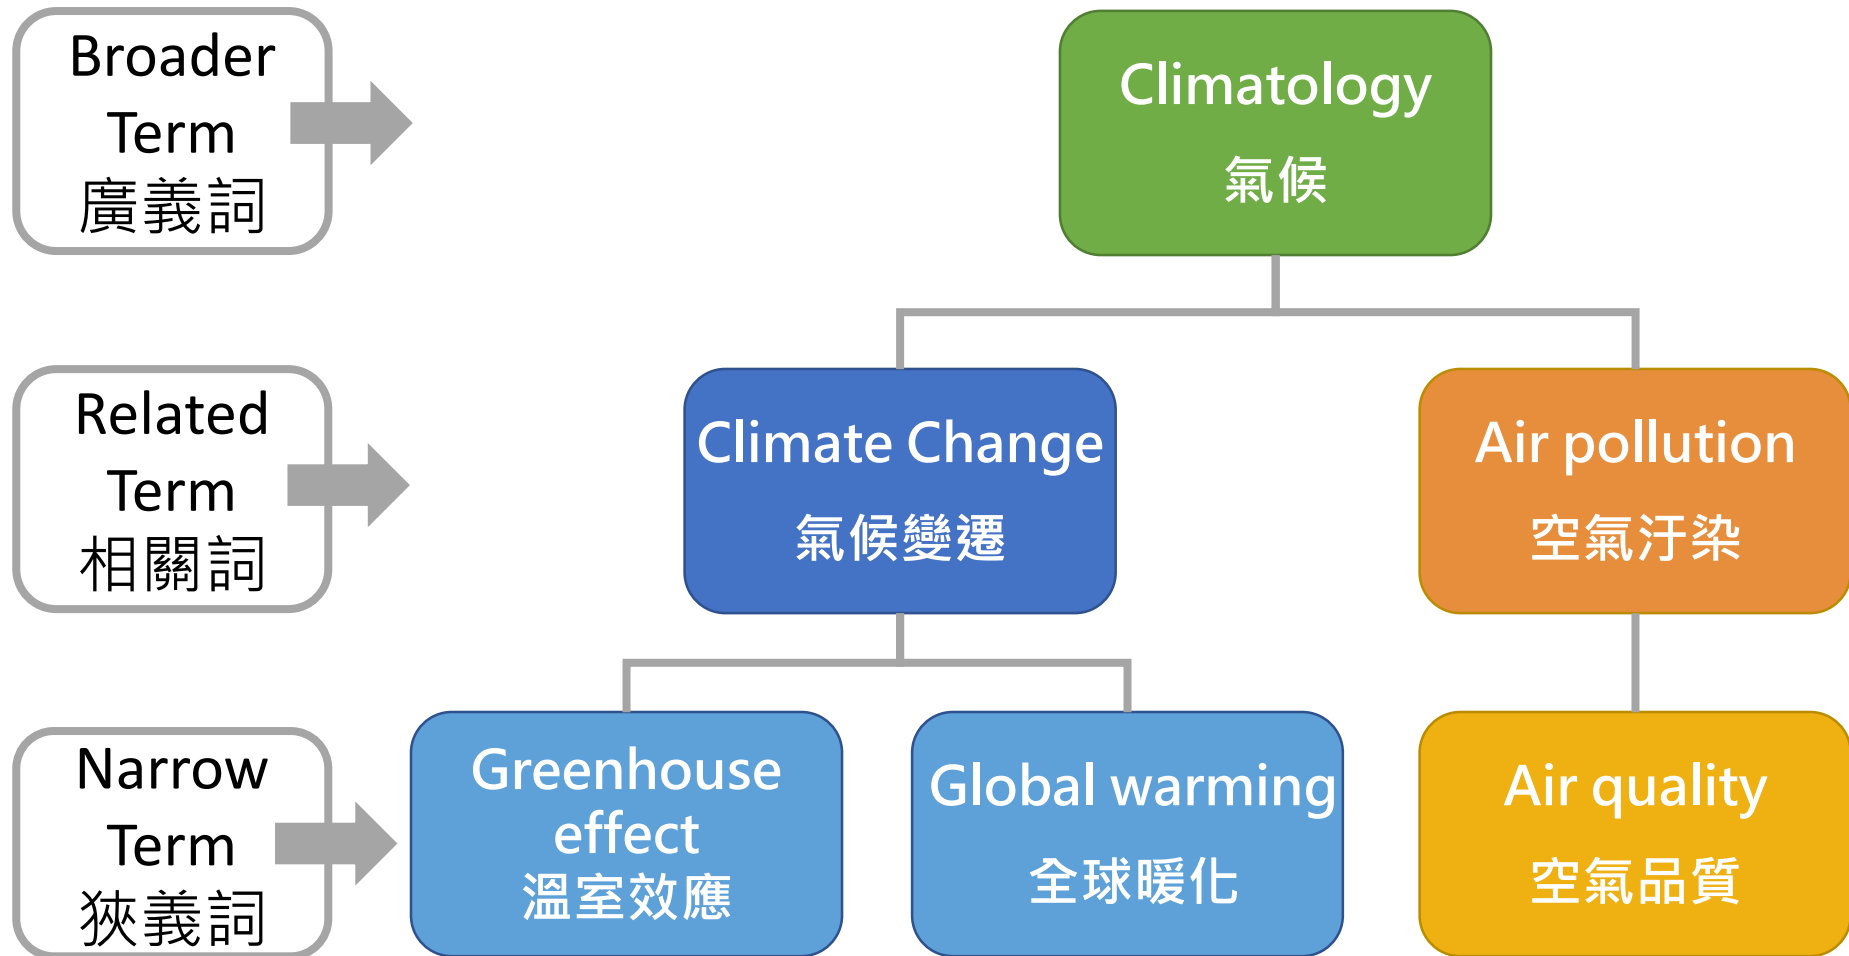 Broader
Term
廣義詞
Climatology
氣候
Related
Term
相關詞
Climate Change
氣候變遷
Air pollution
空氣汙染
Narrow
Term
狹義詞
Greenhouse
effect
溫室效應
Global warming
全球暖化
Air quality
空氣品質